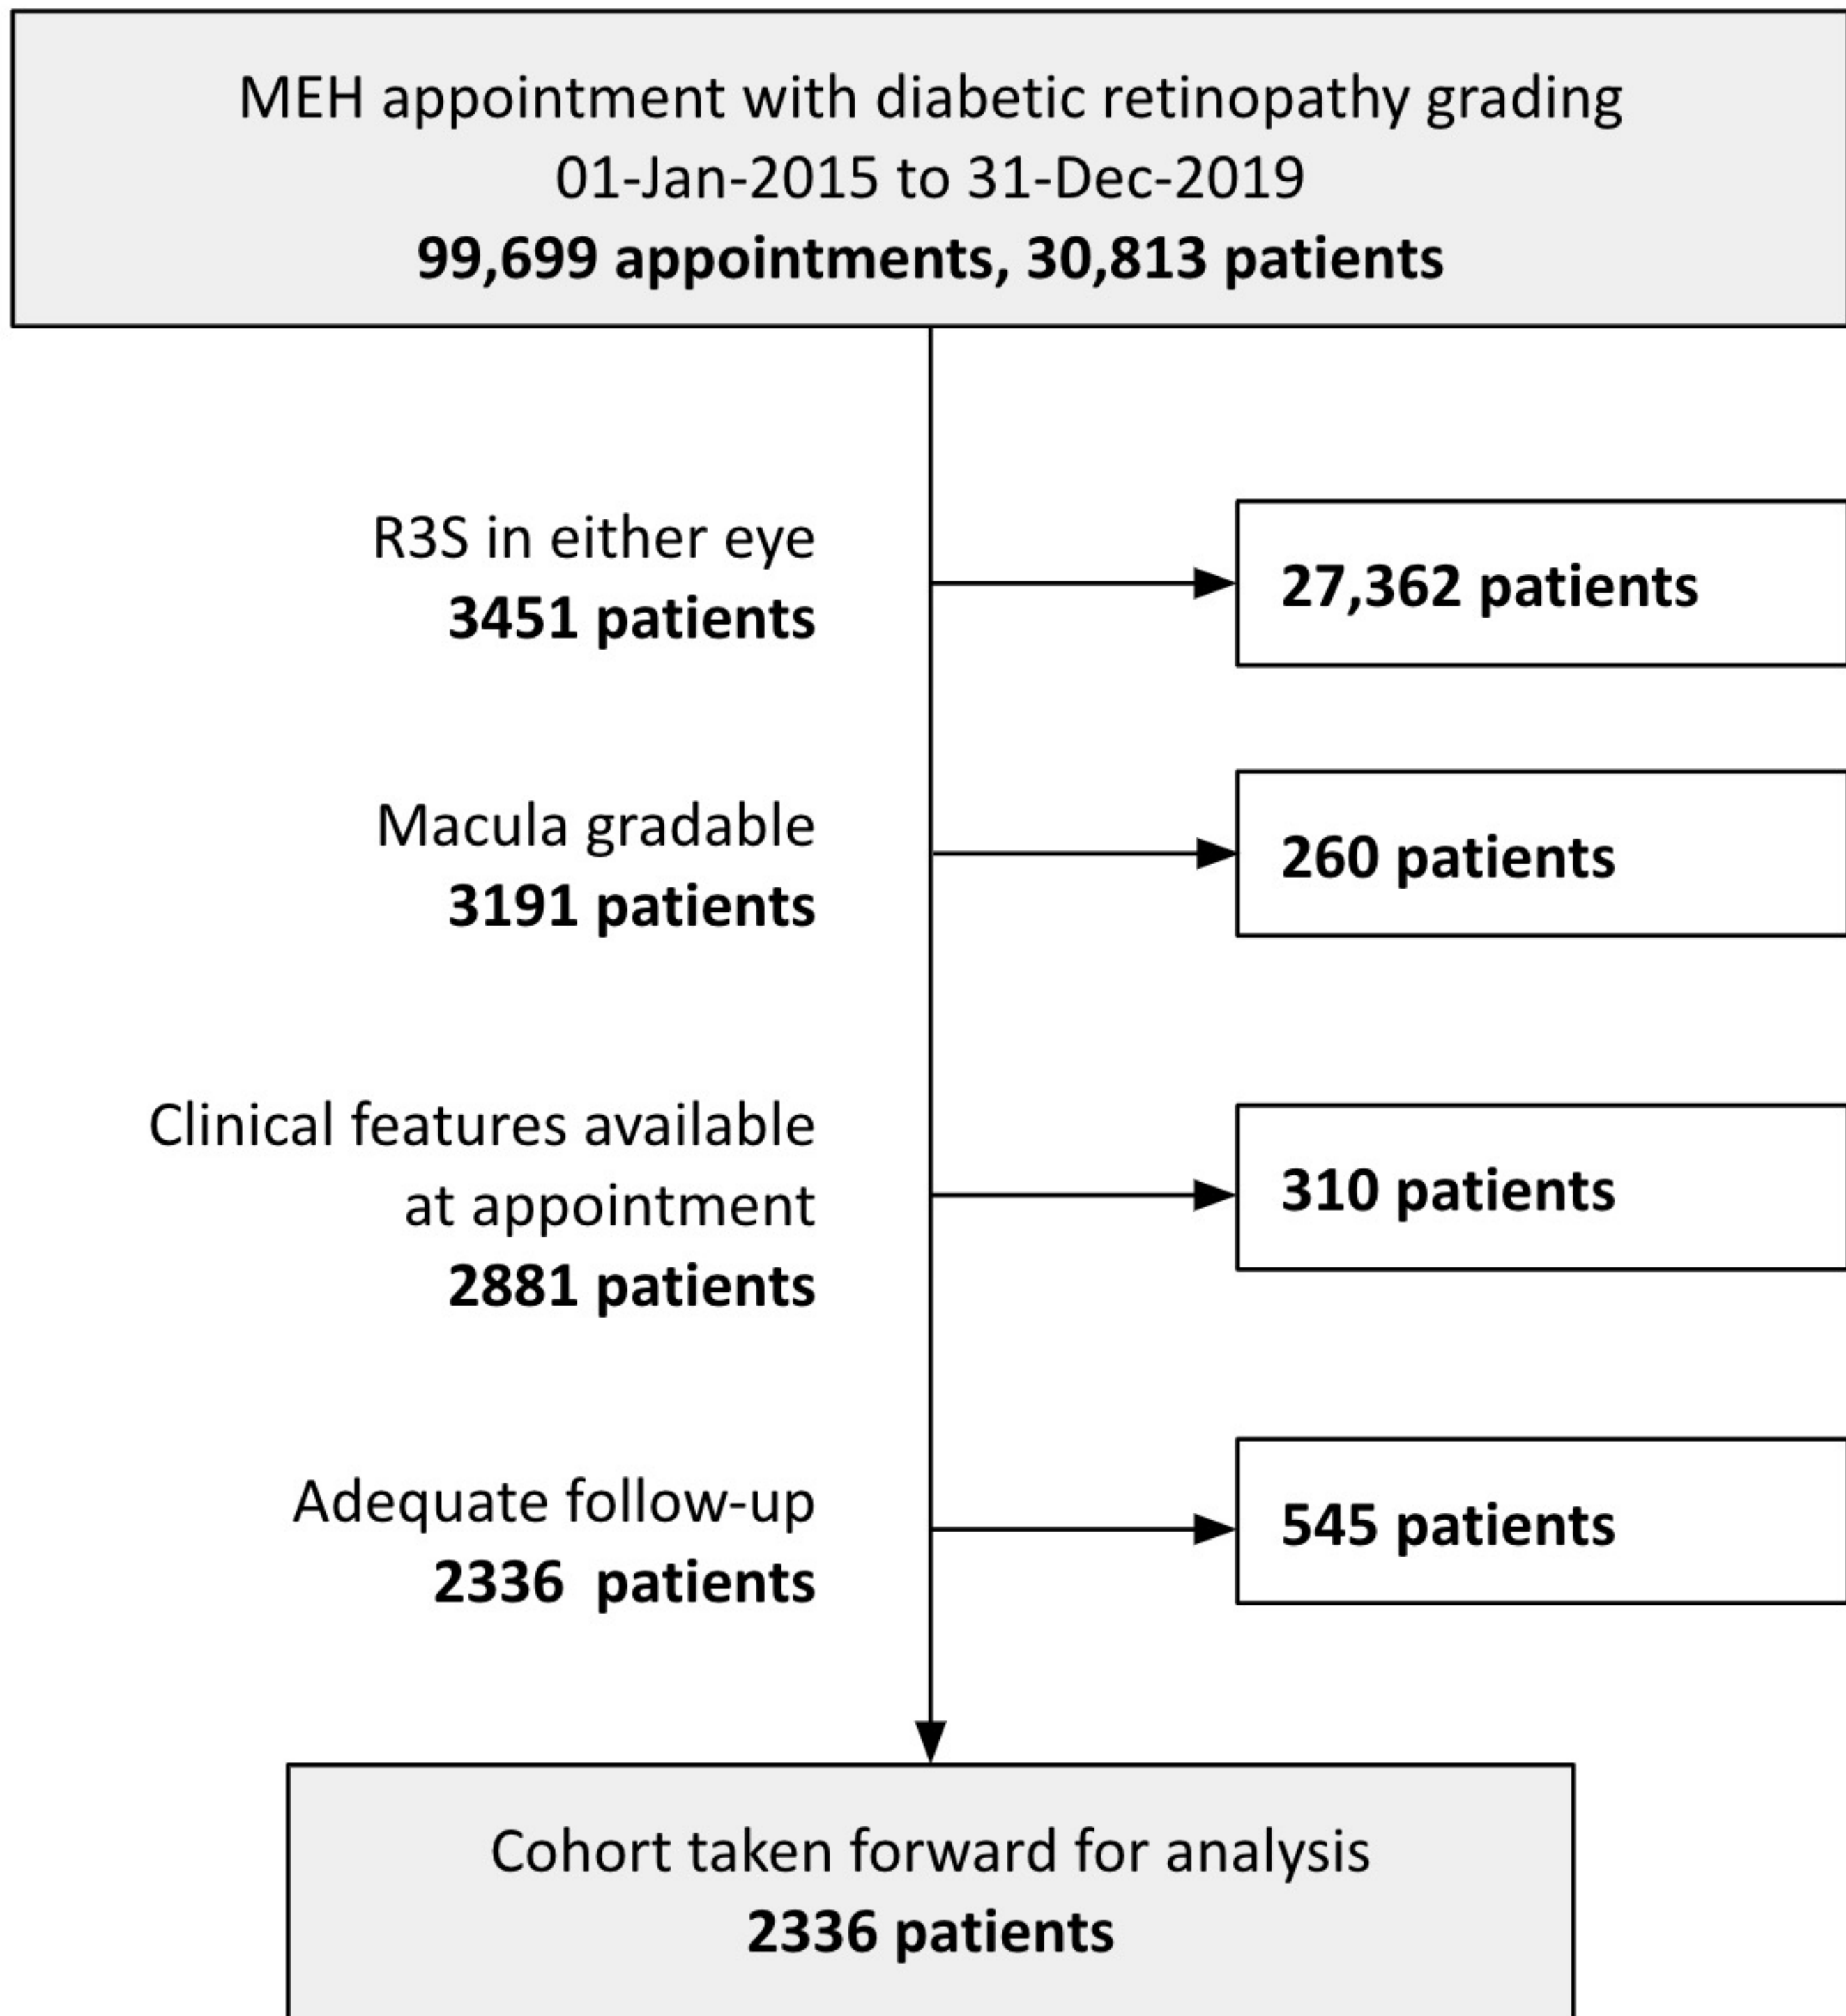 MEH appointment with diabetic retinopathy grading
01-Jan-2015 to 31-Dec-2019
99,699 appointments, 30,813 patients
R3S in either eye
3451 patients
27,362 patients
Macula gradable
3191 patients
260 patients
Clinical features available
at appointment
2881 patients
310 patients
Adequate follow-up
2336 patients
545 patients
Cohort taken forward for analysis
2336 patients